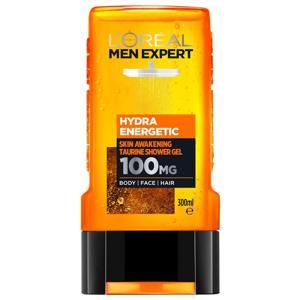 L'ORÉAL
MEN EXPERT
HYDRA
ENERGETIC
SKIN AWAKENING
TAURINE SHOWER GEL
100MG
BODY | FACE | HAIR
300ml